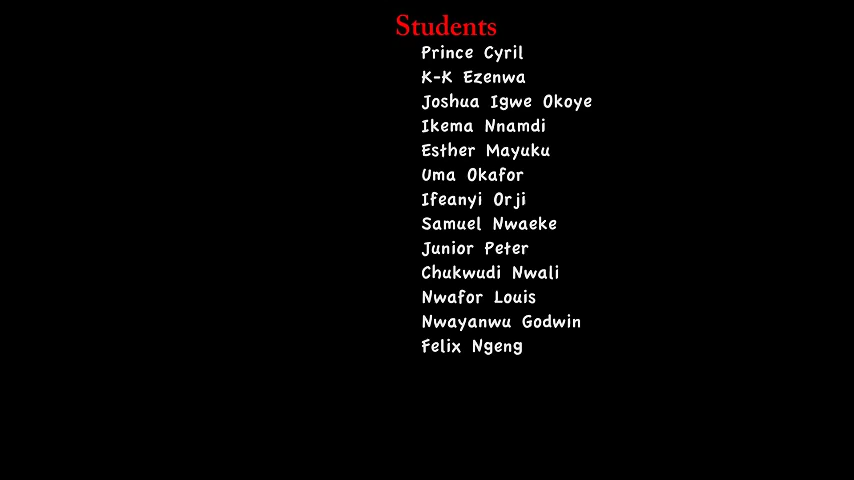 Students
Prince Cyril
K-K Ezenwa
Joshua Igwe Okoye
Ikema Nnamdi
Esther Mayuku
Uma Okafor
Ifeanyi Orji
Samuel Nwaeke
Junior Peter
Chukwudi Nwali
Nwafor Louis
Nwayanwu Godwin
Felix Ngeng